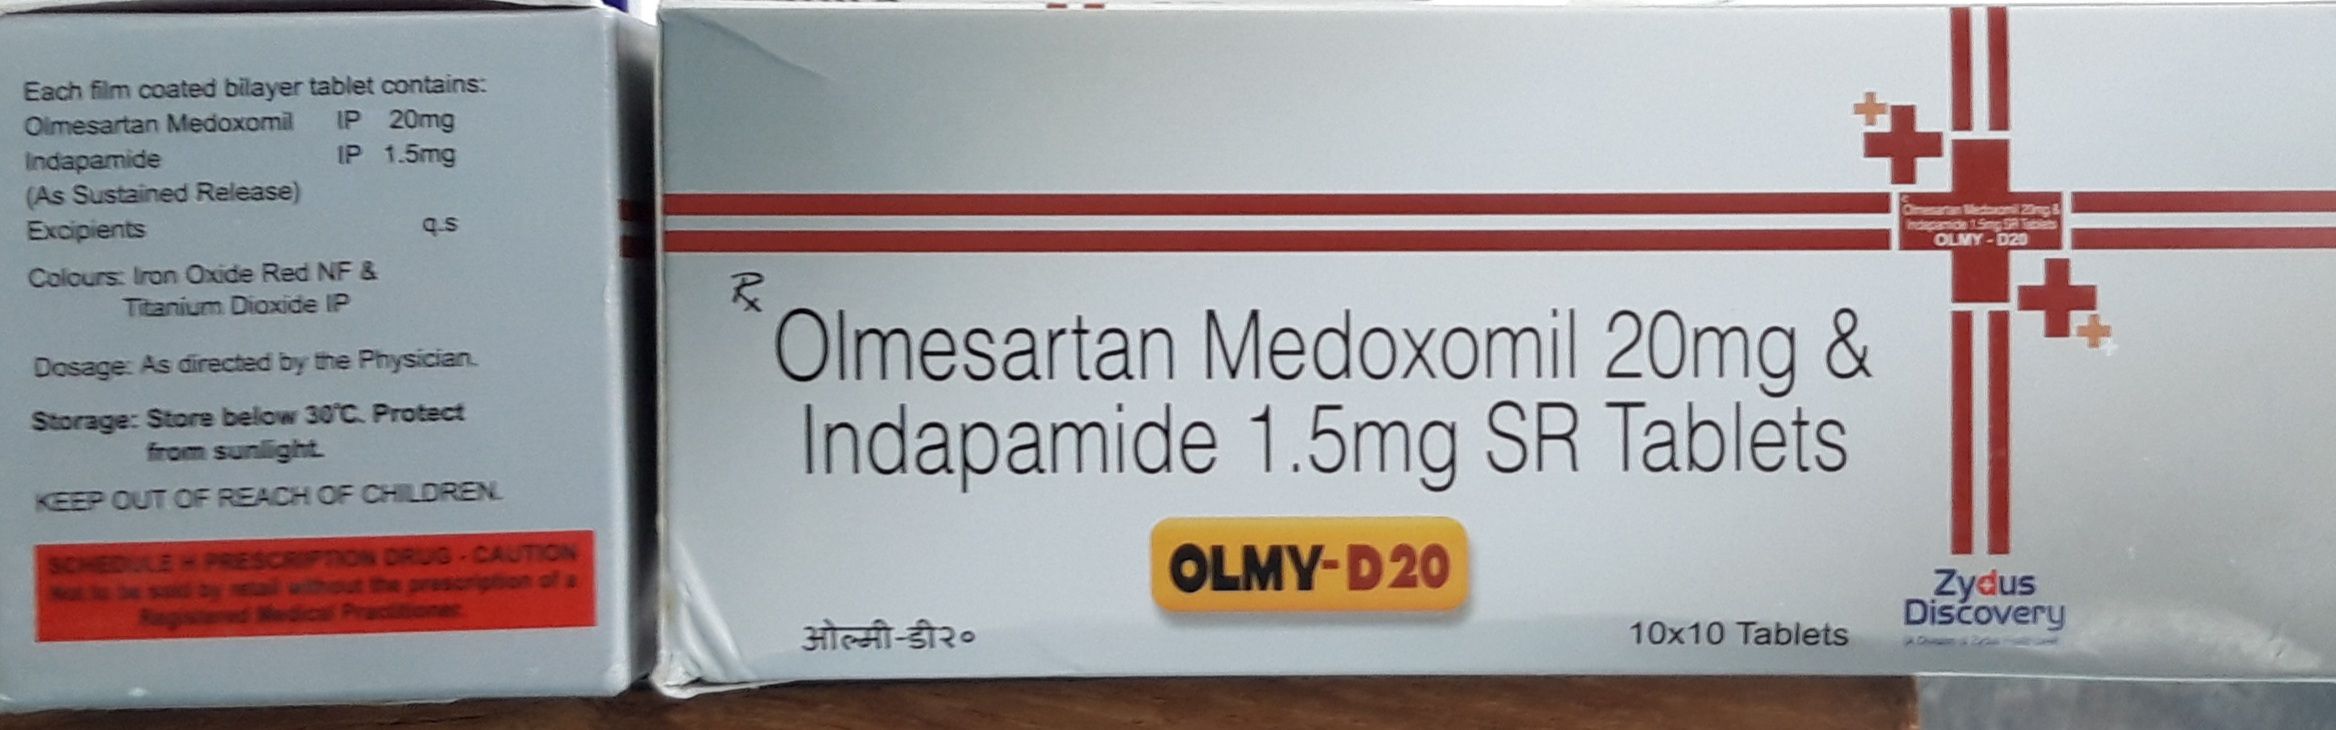 Each film coated bilayer tablet contains:
Olmesartan Medoxomil IP 20mg
Indapamide IP 1.5mg
(As Sustained Release)
Excipients q.s
Colours: Iron Oxide Red NF &
Titanium Dioxide IP
Dosage: As directed by the Physician.
Storage: Store below 30°C. Protect
from sunlight.
KEEP OUT OF REACH OF CHILDREN.
SCHEDULE H PRESCRIPTION DRUG - CAUTION
Not to be sold by retail without the prescription of a
Registered Medical Practitioner.
Olmesartan Medoxomil 20mg &
Indapamide 1.5mg SR Tablets
OLMY - D20
Rx
Olmesartan Medoxomil 20mg &
Indapamide 1.5mg SR Tablets
OLMY-D20
ओल्मी-डी२०
10x10 Tablets
Zydus
Discovery